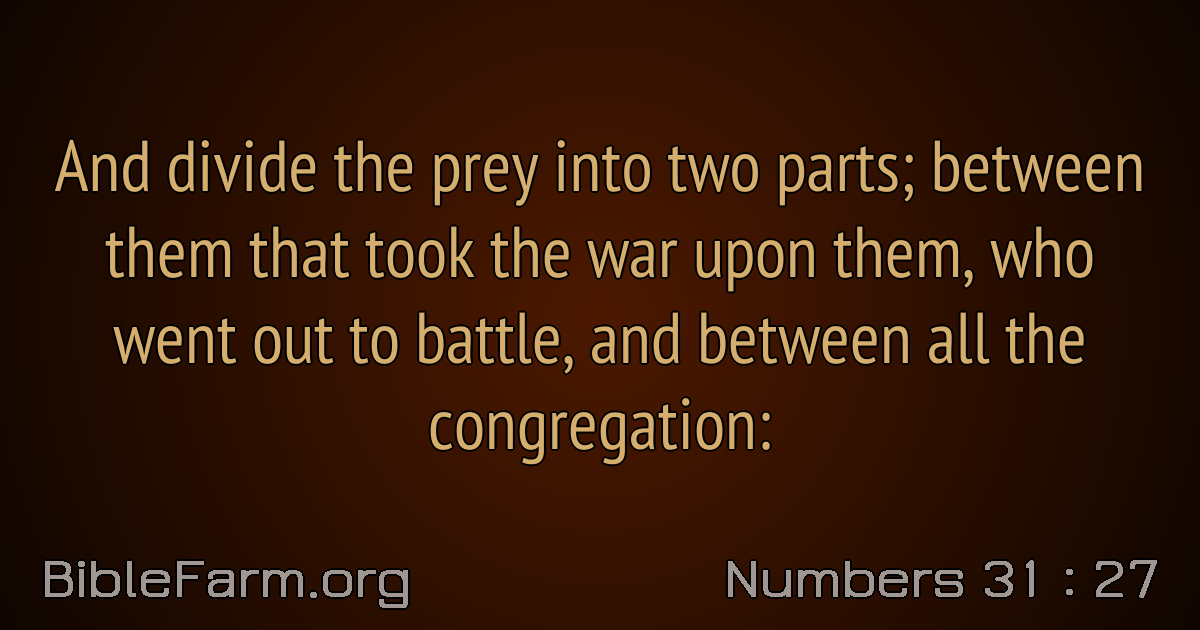 And divide the prey into two parts; between
them that took the war upon them, who
went out to battle, and between all the
congregation:
BibleFarm.org
Numbers 31 : 27